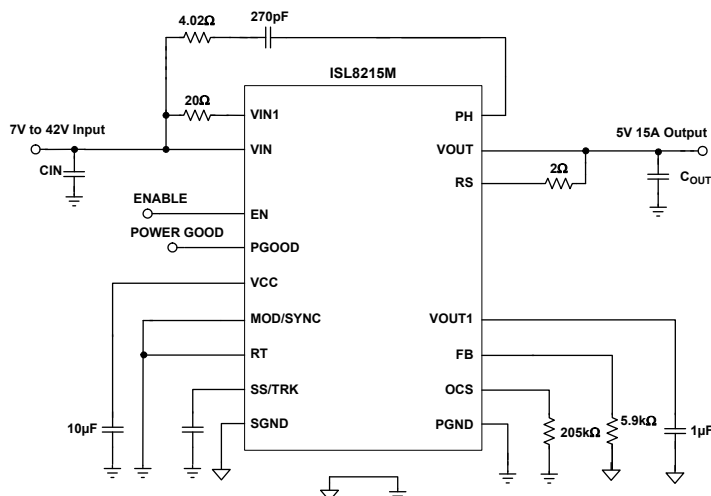 4.02Ω
270pF
ISL8215M
20Ω
VIN1
PH
7V to 42V Input
VIN
VOUT
5V 15A Output
CIN
RS
2Ω
COUT
ENABLE
EN
POWER GOOD
PGOOD
VCC
MOD/SYNC
VOUT1
RT
FB
SS/TRK
OCS
10µF
SGND
PGND
205kΩ
5.9kΩ
1µF